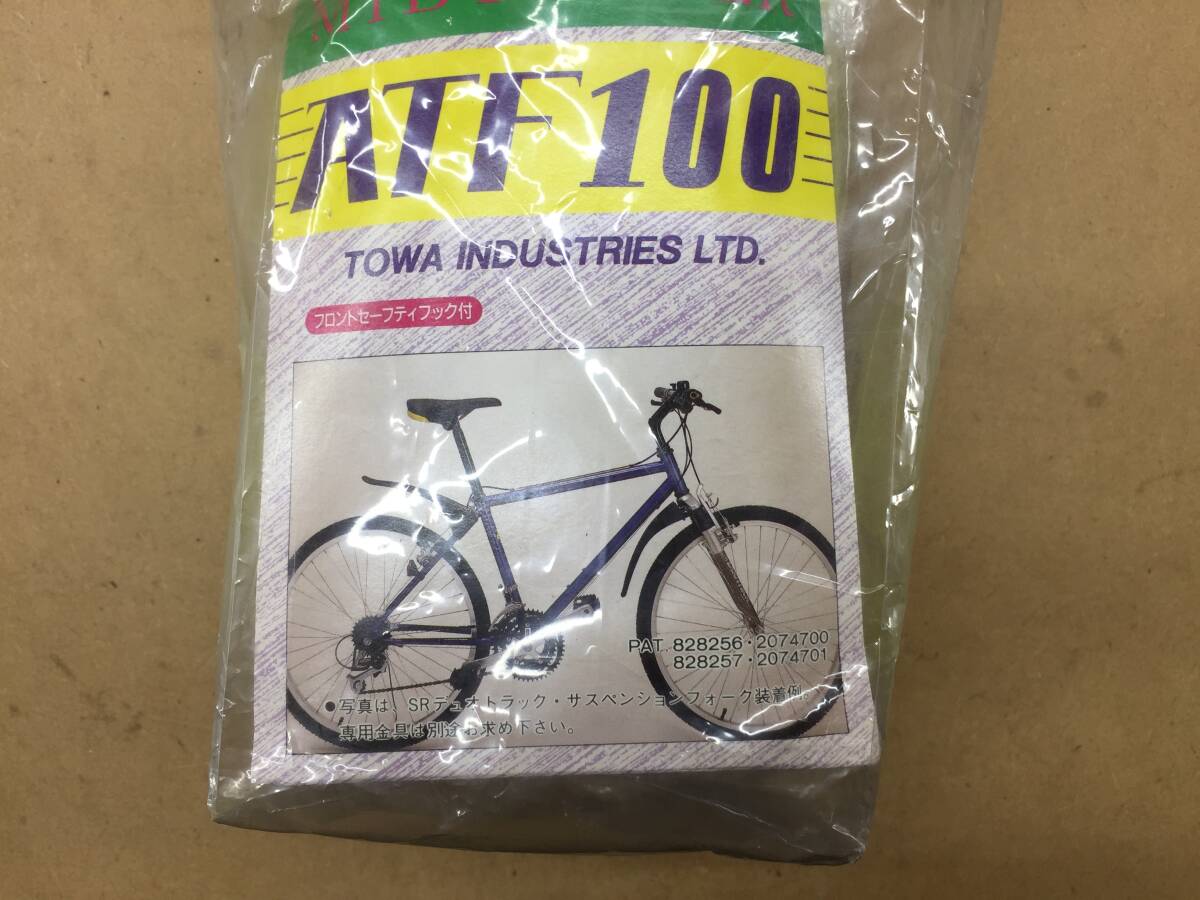 ATF100
TOWA INDUSTRIES LTD.
フロントセーフティフック付
PAT. 828256・2074700
828257・2074701
●写真は、SRデュオトラック・サスペンションフォーク装着例。
専用金具は別途お求め下さい。